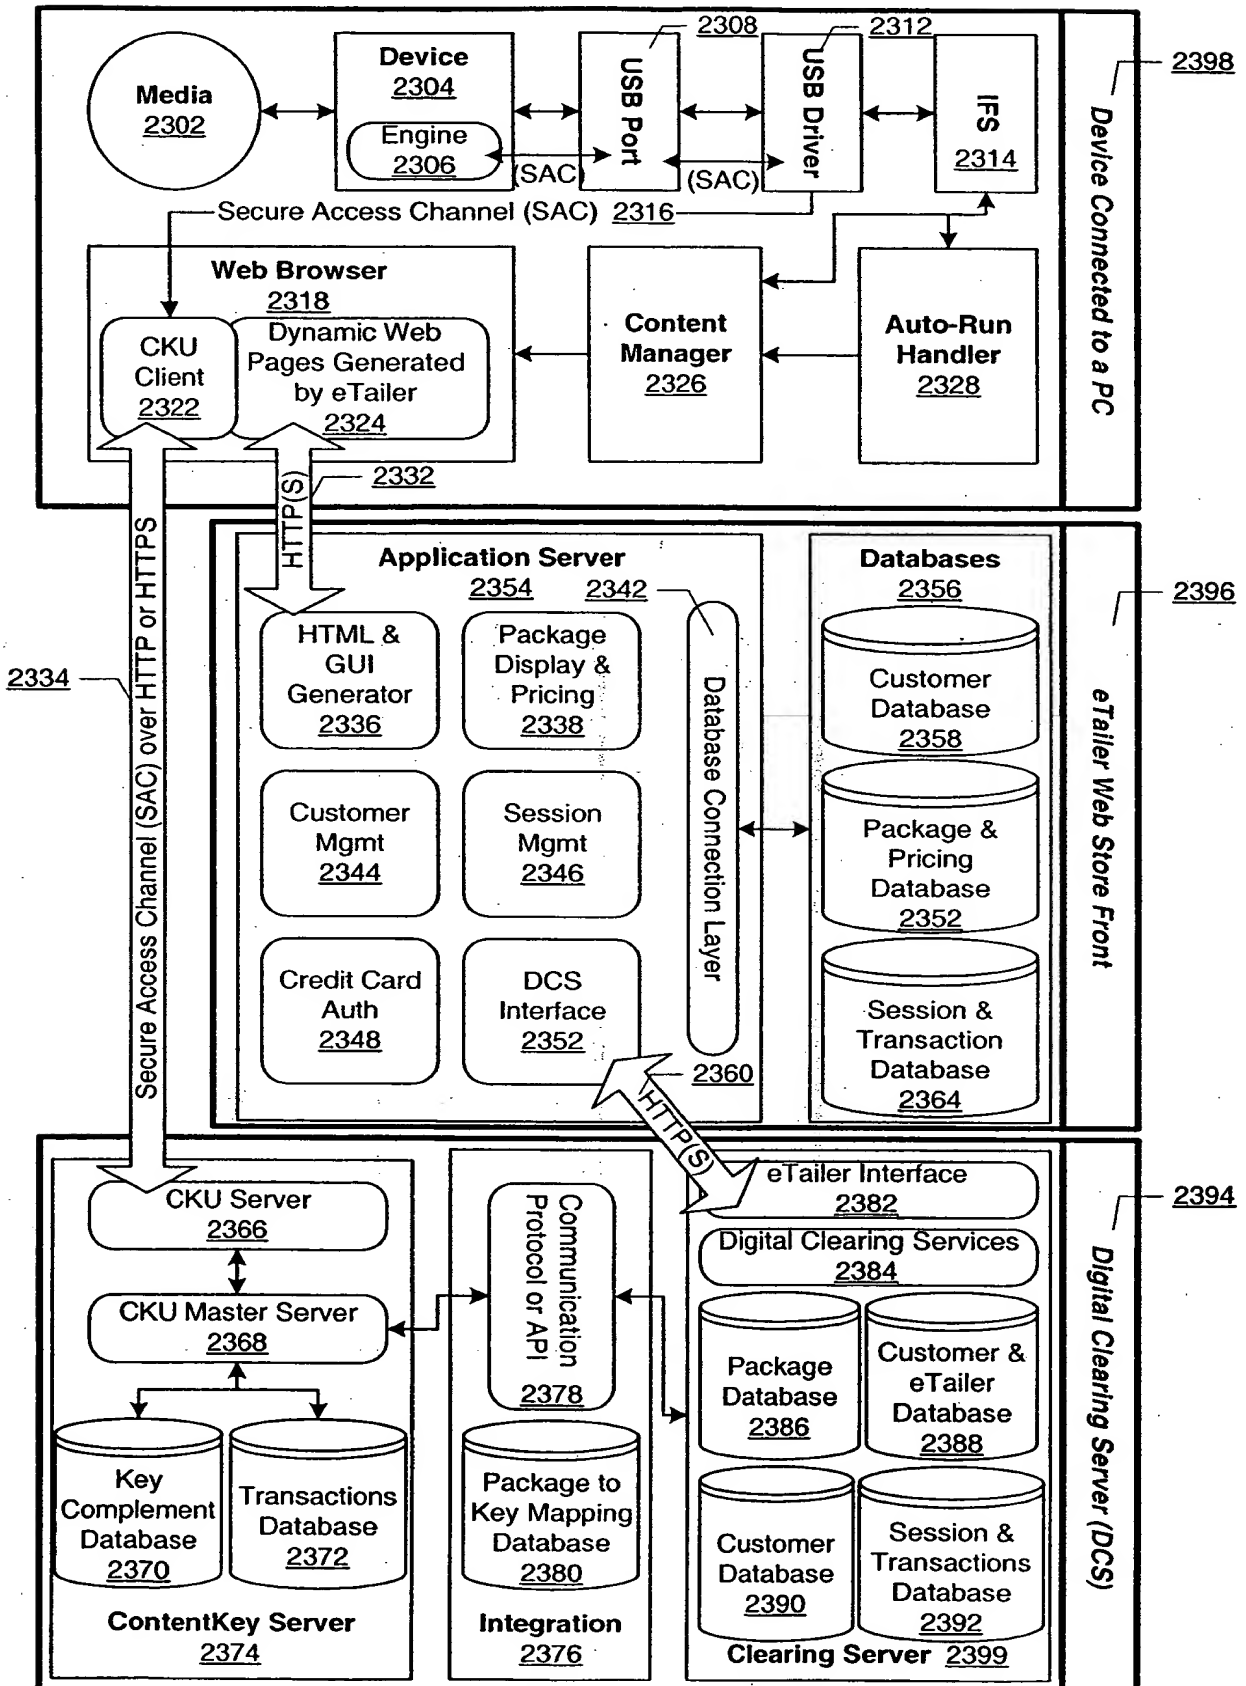 Media
2302
Device
2304
Engine
2306
USB Port
2308
USB Driver
2312
IFS
2314
(SAC)
(SAC)
Secure Access Channel (SAC) 2316
2398
Device Connected to a PC
Web Browser
2318
CKU
Client
2322
Dynamic Web
Pages Generated
by eTailer
2324
Content
Manager
2326
Auto-Run
Handler
2328
HTTP(S)
2332
2334
Secure Access Channel (SAC) over HTTP or HTTPS
Application Server
2354
2342
Databases
2356
2396
eTailer Web Store Front
HTML &
GUI
Generator
2336
Package
Display &
Pricing
2338
Database Connection Layer
Customer
Database
2358
Customer
Mgmt
2344
Session
Mgmt
2346
Package &
Pricing
Database
2352
Credit Card
Auth
2348
DCS
Interface
2352
Session &
Transaction
Database
2364
2360
HTTP(S)
CKU Server
2366
CKU Master Server
2368
Key
Complement
Database
2370
Transactions
Database
2372
ContentKey Server
2374
Communication
Protocol or API
2378
Package to
Key Mapping
Database
2380
Integration
2376
eTailer Interface
2382
Digital Clearing Services
2384
Package
Database
2386
Customer &
eTailer
Database
2388
Customer
Database
2390
Session &
Transactions
Database
2392
Clearing Server 2399
2394
Digital Clearing Server (DCS)